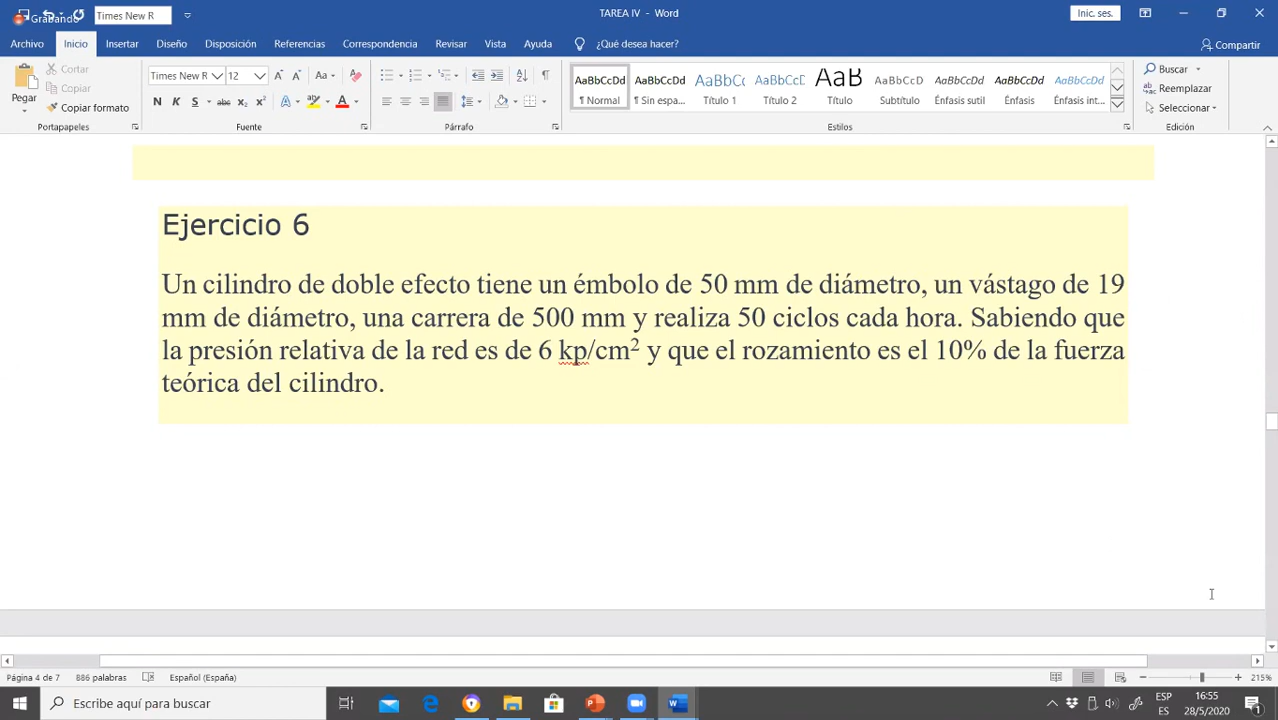 Grabando
Times New R
TAREA IV - Word
Inic. ses.
Archivo Inicio Insertar Diseño Disposición Referencias Correspondencia Revisar Vista Ayuda ¿Qué desea hacer? Compartir
Pegar
Cortar
Copiar
Copiar formato
Portapapeles
Times New R 12
Aa
N K S abc x₂ x² A A
Fuente
Párrafo
AaBbCcDd AaBbCcDd AaBbCc AaBbCcD AaB AaBbCcD AaBbCcDd AaBbCcDd AaBbCcDd
¶ Normal ¶ Sin espa... Título 1 Título 2 Título Subtítulo Énfasis sutil Énfasis Énfasis int...
Estilos
Buscar
Reemplazar
Seleccionar
Edición
Ejercicio 6
Un cilindro de doble efecto tiene un émbolo de 50 mm de diámetro, un vástago de 19
mm de diámetro, una carrera de 500 mm y realiza 50 ciclos cada hora. Sabiendo que
la presión relativa de la red es de 6 kp/cm² y que el rozamiento es el 10% de la fuerza
teórica del cilindro.
Página 4 de 7 886 palabras Español (España) 215%
Escribe aquí para buscar
ESP
ES
16:55
28/5/2020
1